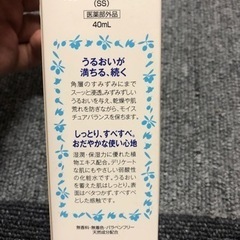 (SS)
医薬部外品
40mL
うるおいが
満ちる、続く
角層のすみずみにまで
スーッと浸透。みずみずしい
うるおいを与え、乾燥や肌
荒れを防ぎながら、モイ
スチュアバランスを保ちます。
しっとり、すべすべ。
おだやかな使い心地
湿潤・保湿力に優れた植
物エキス配合。デリケート
な肌にもやさしい弱酸性
の化粧水です。うるおい
を蓄えた肌はしっとり、表
面はべタつかず、すべすべ
とした感触です。
無香料・無着色・パラベンフリー
天然成分配合